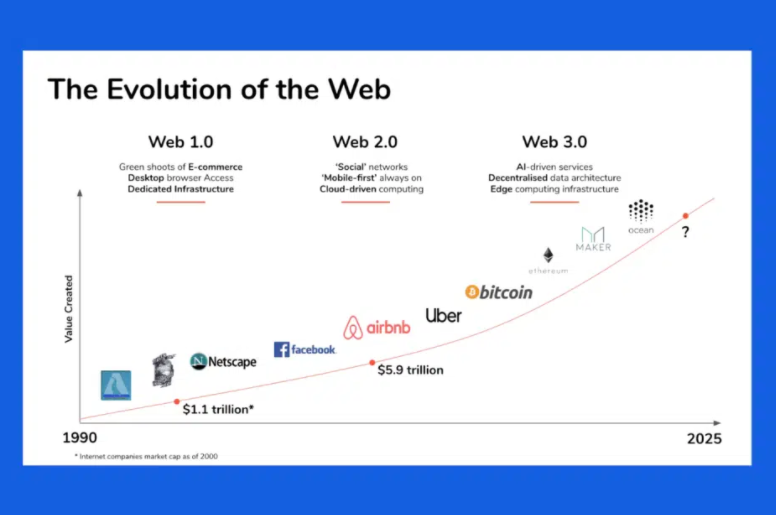 The Evolution of the Web
Web 1.0
Green shoots of E-commerce
Desktop browser Access
Dedicated Infrastructure
Web 2.0
'Social' networks
'Mobile-first' always on
Cloud-driven computing
Web 3.0
AI-driven services
Decentralised data architecture
Edge computing infrastructure
Value Created
N Netscape
f facebook.
airbnb
Uber
bitcoin
ethereum
MAKER
ocean
?
$1.1 trillion*
$5.9 trillion
1990
2025
* Internet companies market cap as of 2000